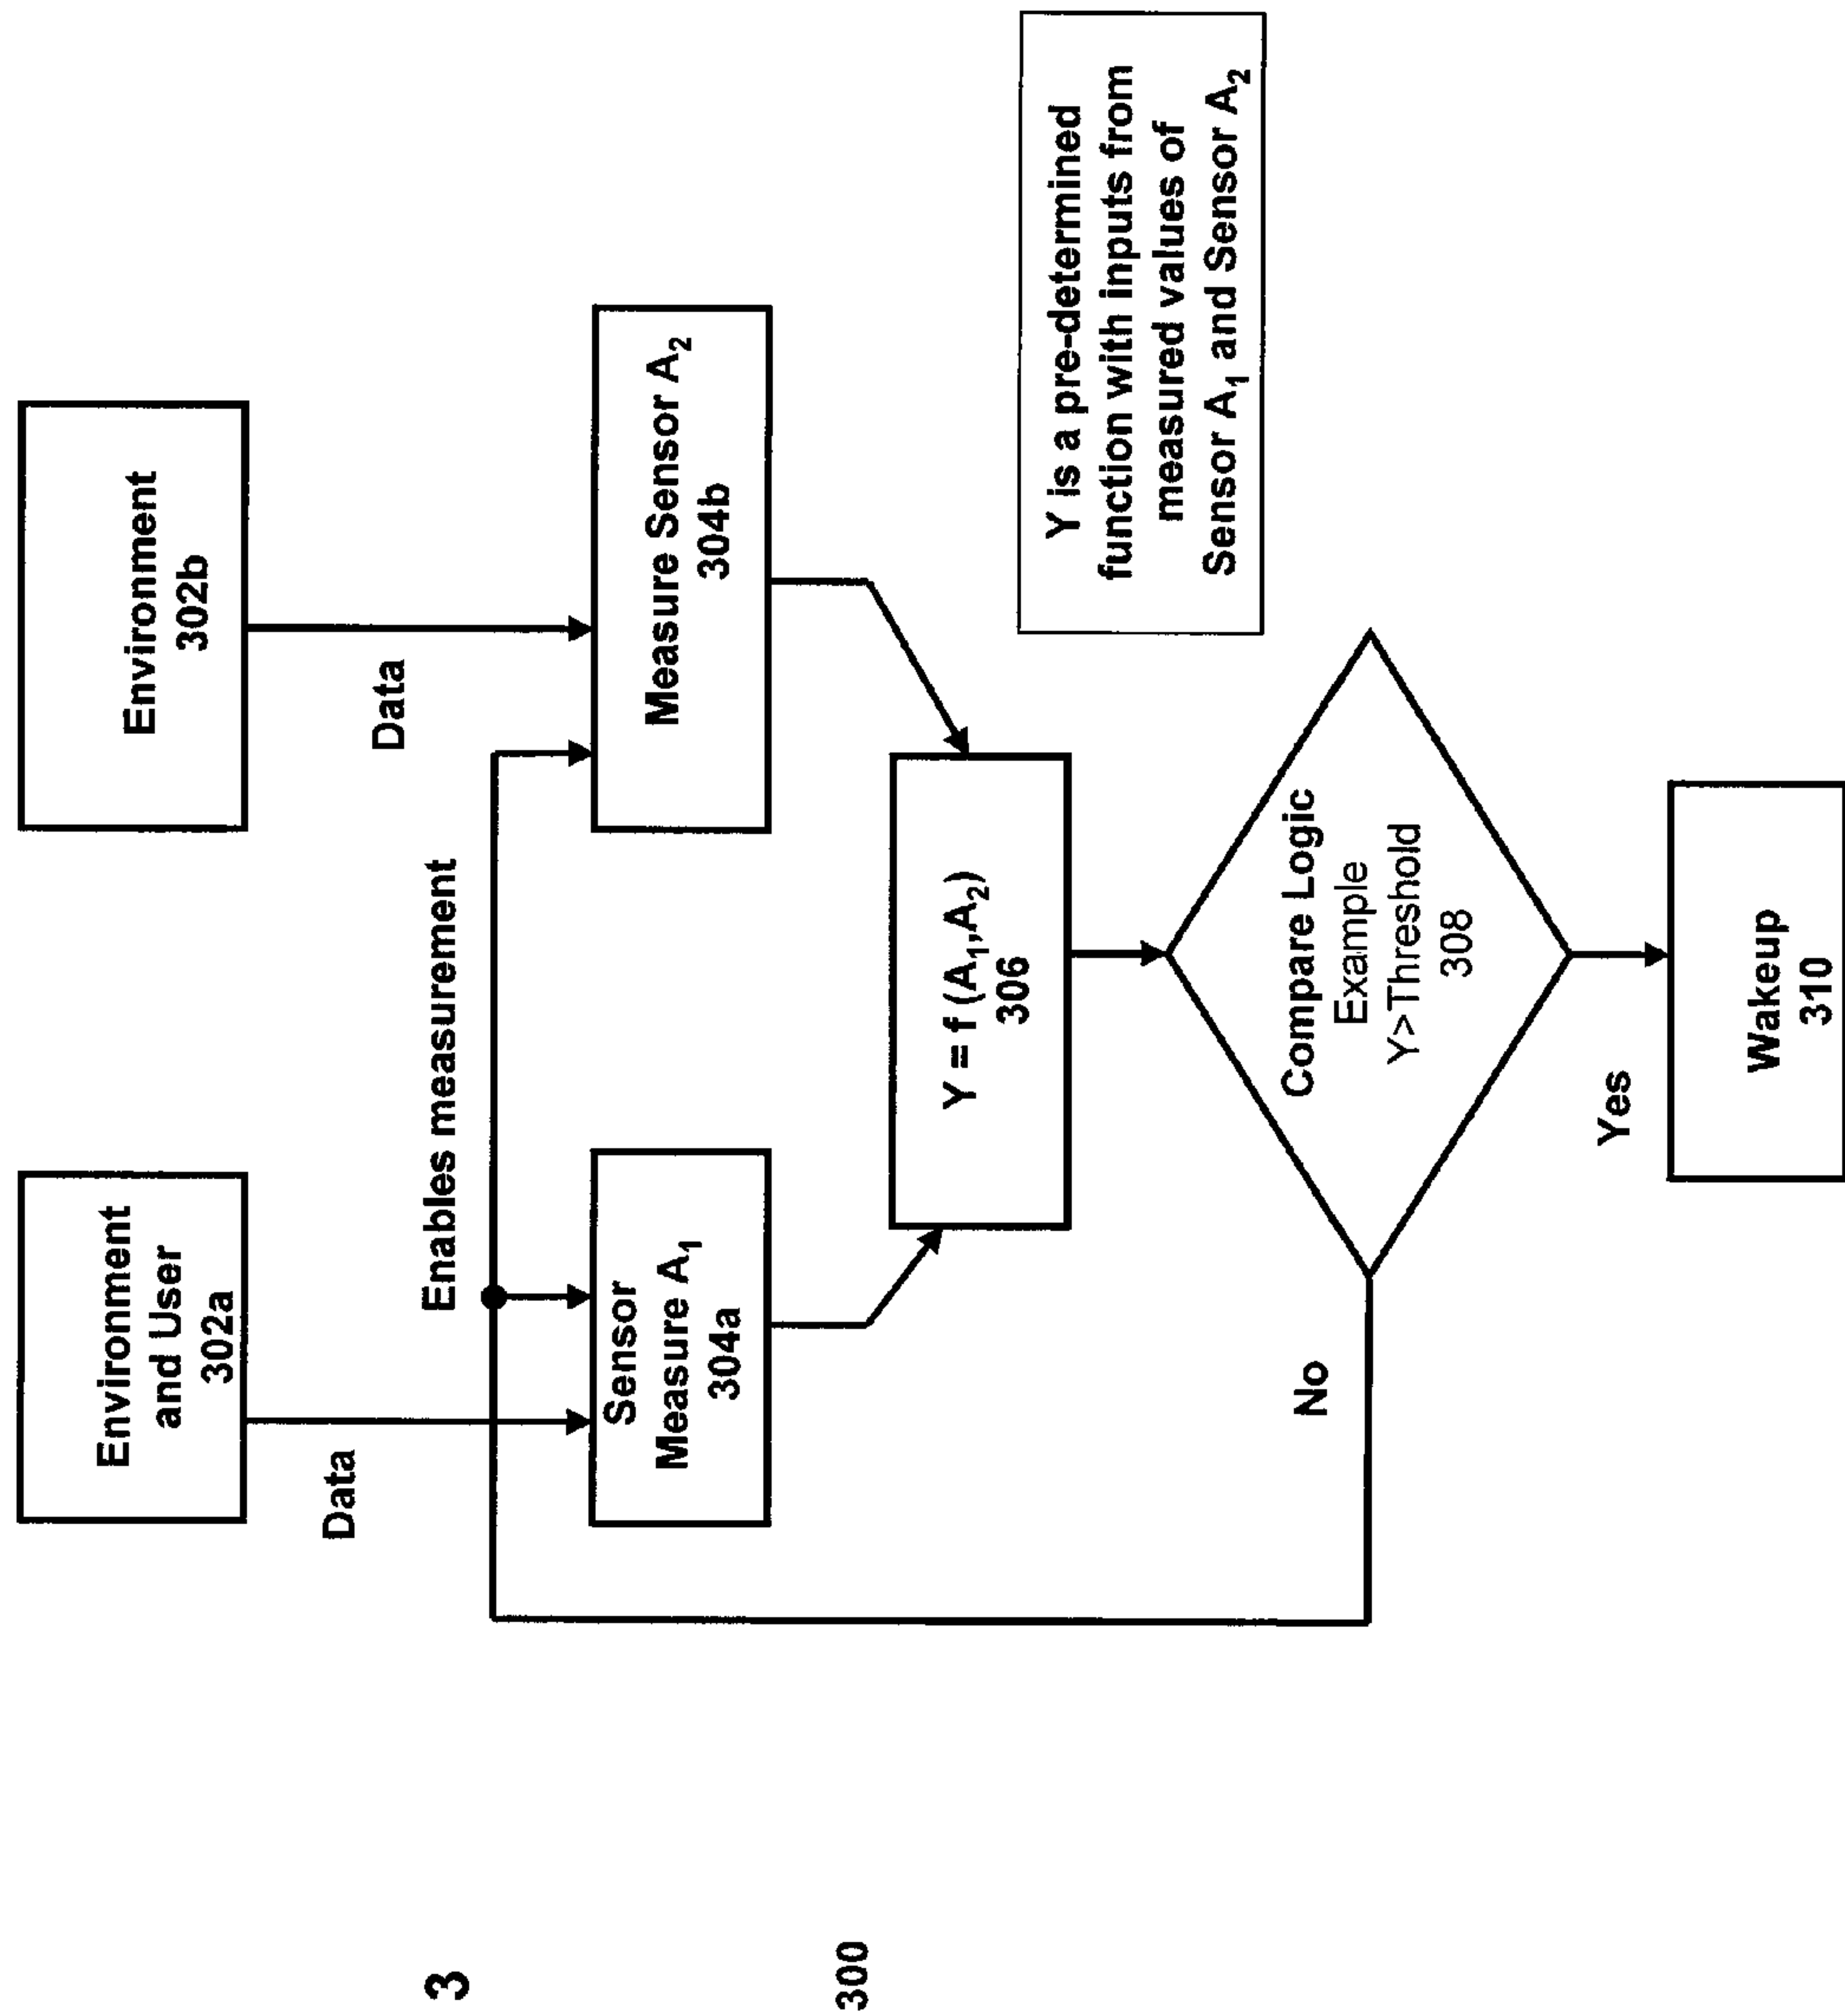 3
300
Environment
and User
302a
Environment
302b
Data
Data
Enables measurement
Sensor
Measure A₁
304a
Measure Sensor A₂
304b
Y = f (A₁,A₂)
306
Y is a pre-determined
function with inputs from
measured values of
Sensor A₁ and Sensor A₂
Compare Logic
Example
Y>Threshold
308
No
Yes
Wakeup
310